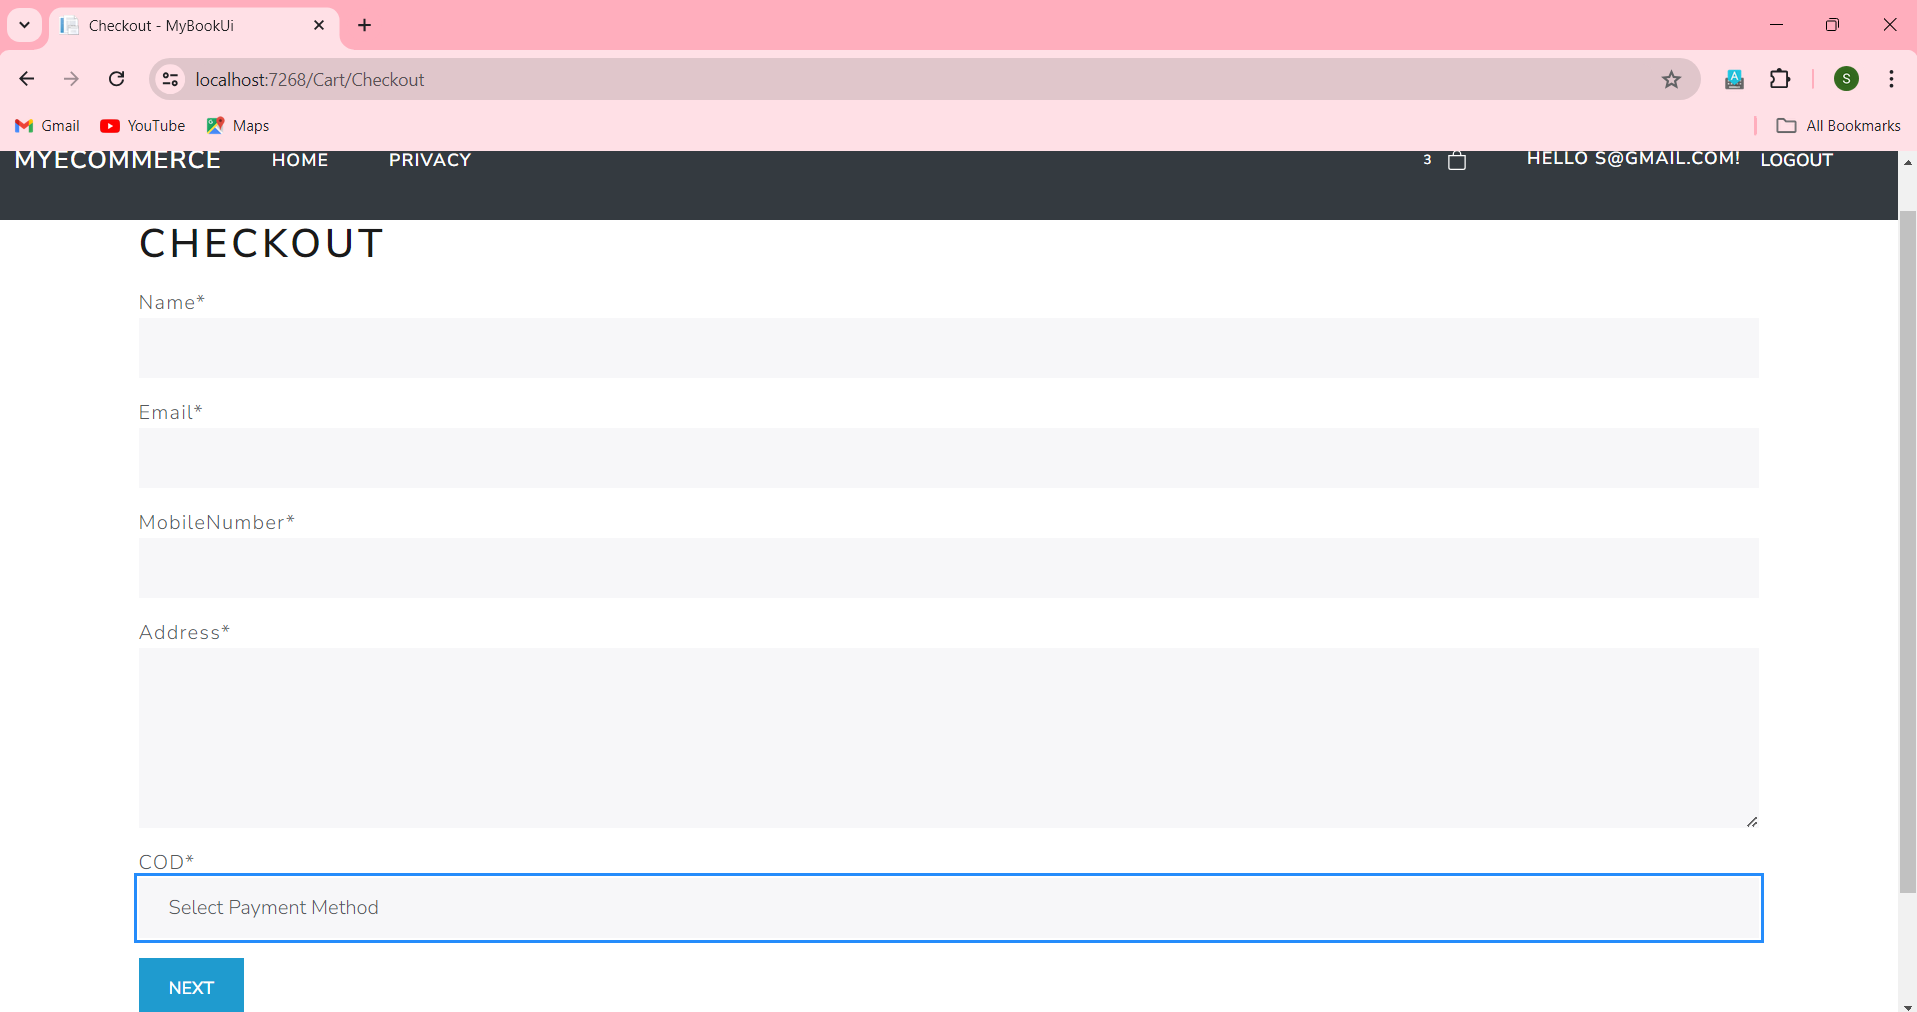 Checkout - MyBookUi
localhost:7268/Cart/Checkout
S
Gmail YouTube Maps All Bookmarks
MYECOMMERCE HOME PRIVACY 3 HELLO S@GMAIL.COM! LOGOUT
CHECKOUT
Name*
Email*
MobileNumber*
Address*
COD*
Select Payment Method
NEXT